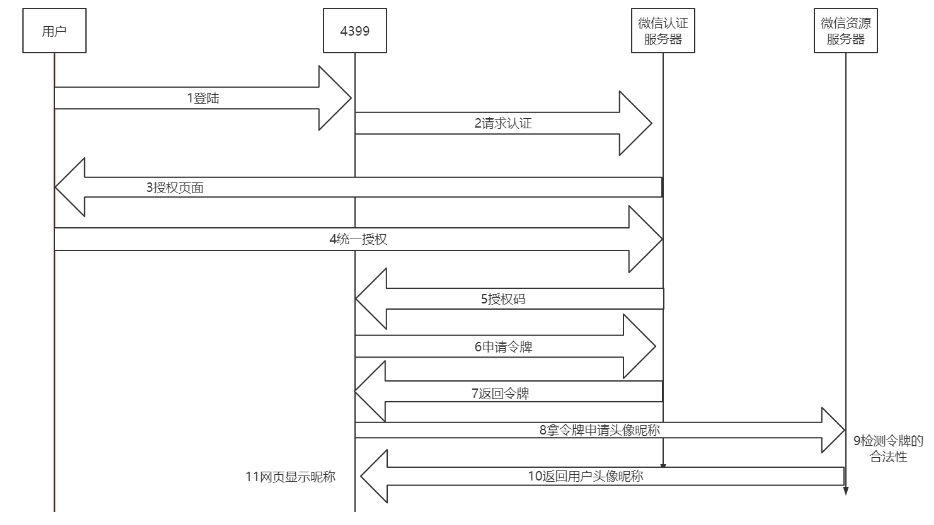 用户
4399
微信认证
服务器
微信资源
服务器
1登陆
2请求认证
3授权页面
4统一授权
5授权码
6申请令牌
7返回令牌
8拿令牌申请头像昵称
9检测令牌的
合法性
10返回用户头像昵称
11网页显示昵称